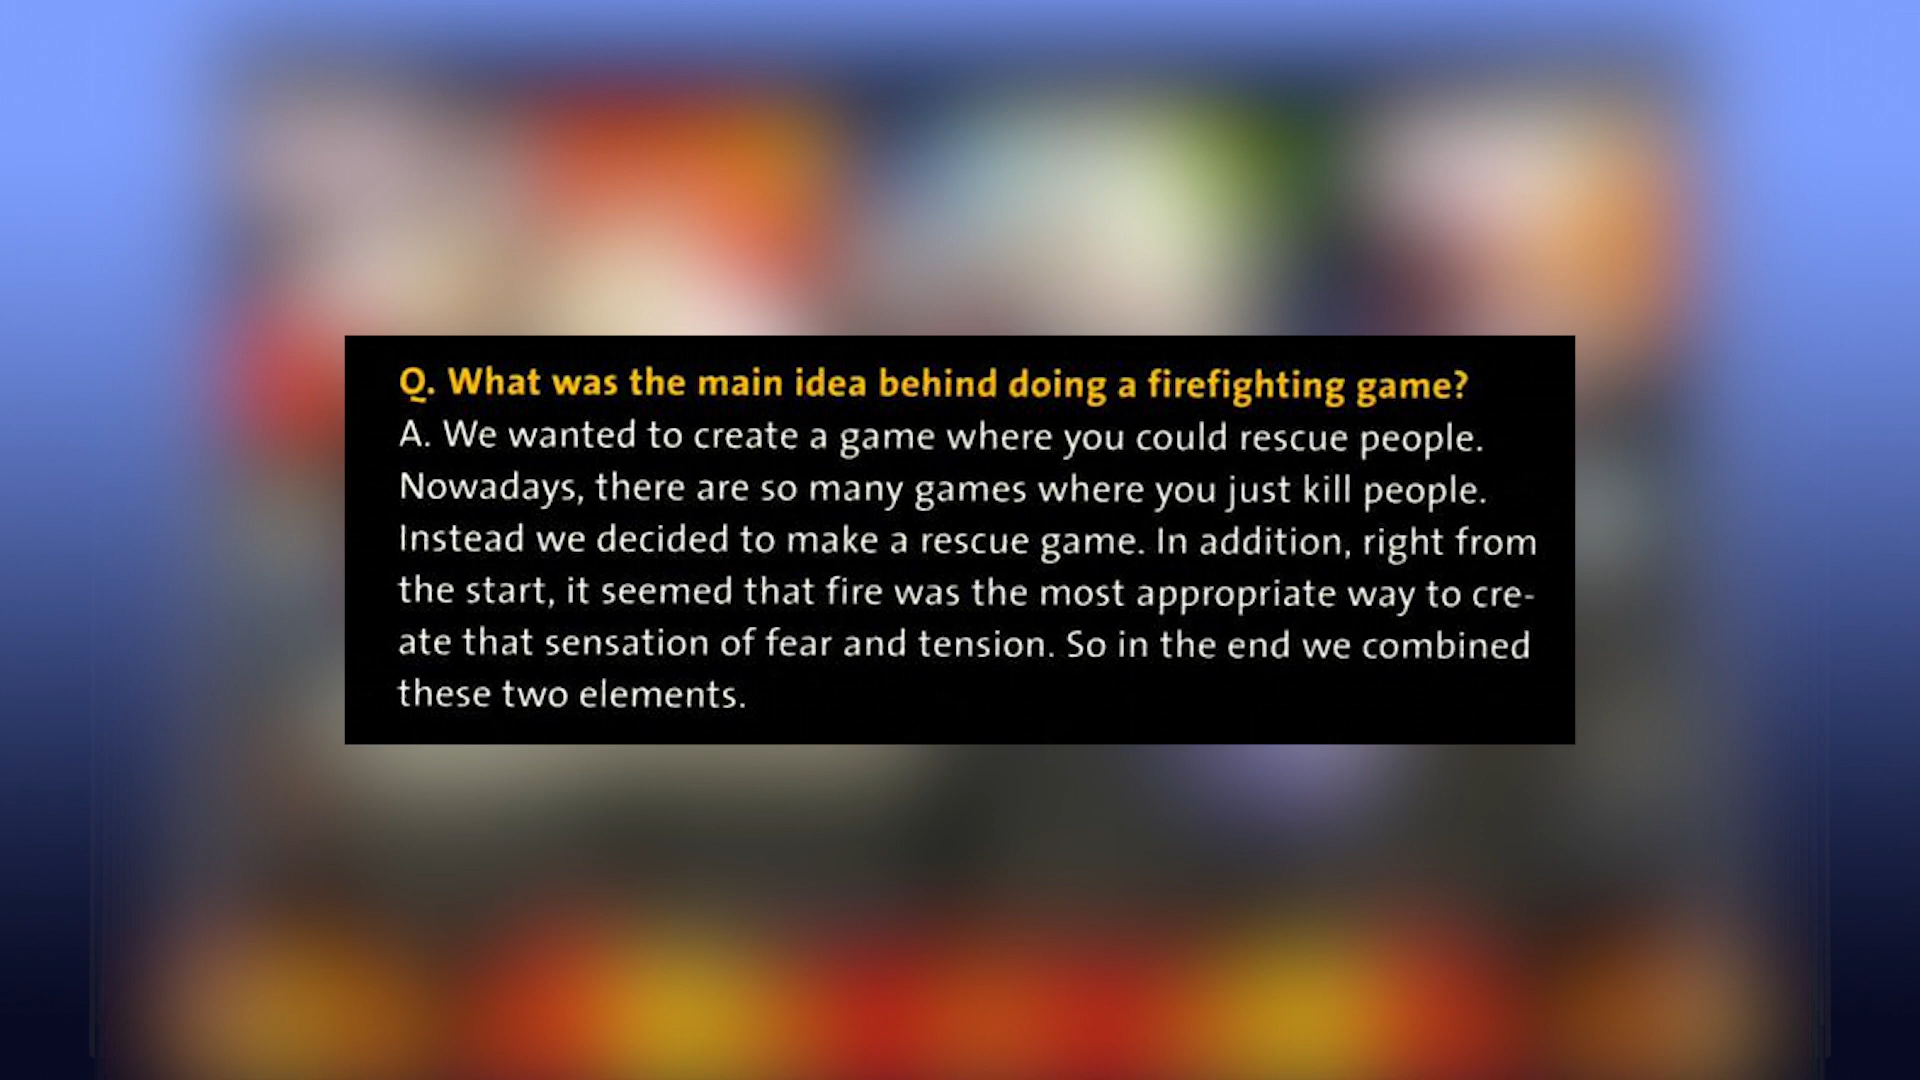 Q. What was the main idea behind doing a firefighting game?
A. We wanted to create a game where you could rescue people.
Nowadays, there are so many games where you just kill people.
Instead we decided to make a rescue game. In addition, right from
the start, it seemed that fire was the most appropriate way to cre-
ate that sensation of fear and tension. So in the end we combined
these two elements.